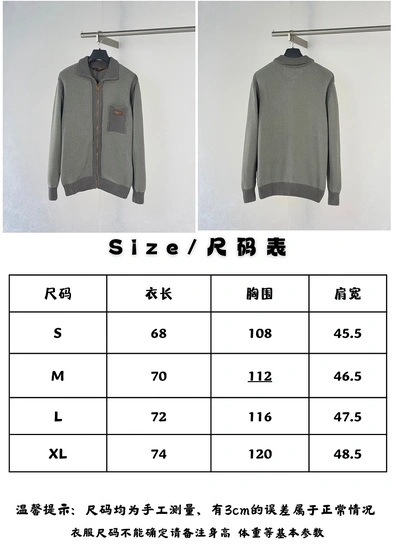 Size/尺码表
尺码 衣长 胸围 肩宽
S 68 108 45.5
M 70 112 46.5
L 72 116 47.5
XL 74 120 48.5
温馨提示：尺码均为手工测量、有3cm的误差属于正常情况
衣服尺码不能确定请备注身高 体重等基本参数